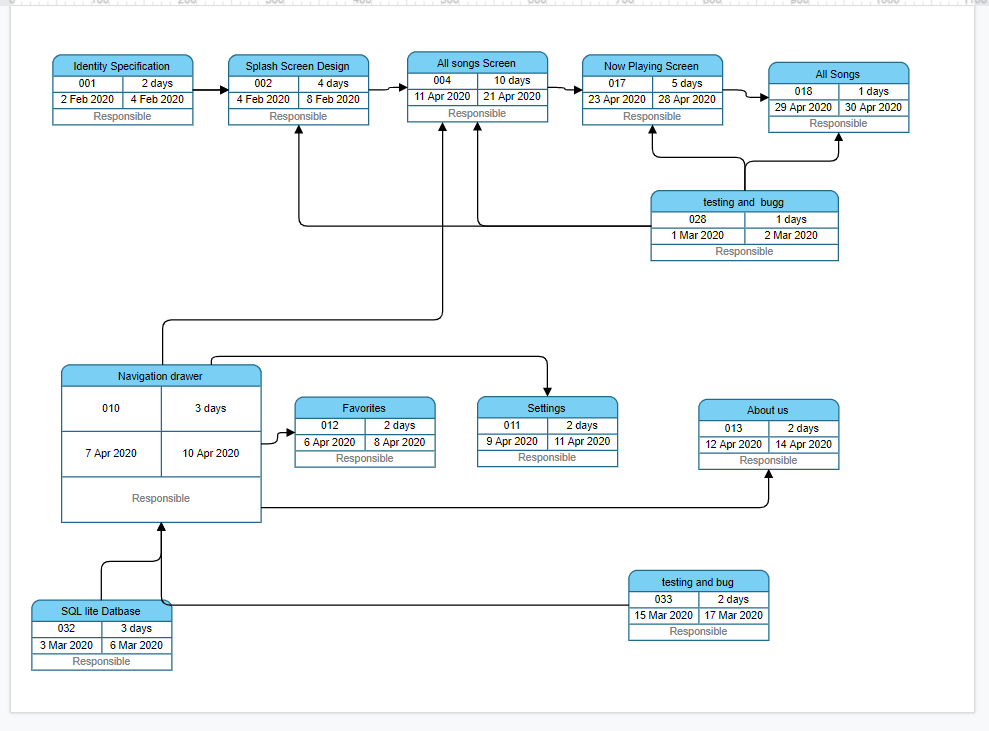 Identity Specification
001 2 days
2 Feb 2020 4 Feb 2020
Responsible
Splash Screen Design
002 4 days
4 Feb 2020 8 Feb 2020
Responsible
All songs Screen
004 10 days
11 Apr 2020 21 Apr 2020
Responsible
Now Playing Screen
017 5 days
23 Apr 2020 28 Apr 2020
Responsible
All Songs
018 1 days
29 Apr 2020 30 Apr 2020
Responsible
testing and bugg
028 1 days
1 Mar 2020 2 Mar 2020
Responsible
Navigation drawer
010 3 days
7 Apr 2020 10 Apr 2020
Responsible
Favorites
012 2 days
6 Apr 2020 8 Apr 2020
Responsible
Settings
011 2 days
9 Apr 2020 11 Apr 2020
Responsible
About us
013 2 days
12 Apr 2020 14 Apr 2020
Responsible
SQL lite Datbase
032 3 days
3 Mar 2020 6 Mar 2020
Responsible
testing and bug
033 2 days
15 Mar 2020 17 Mar 2020
Responsible